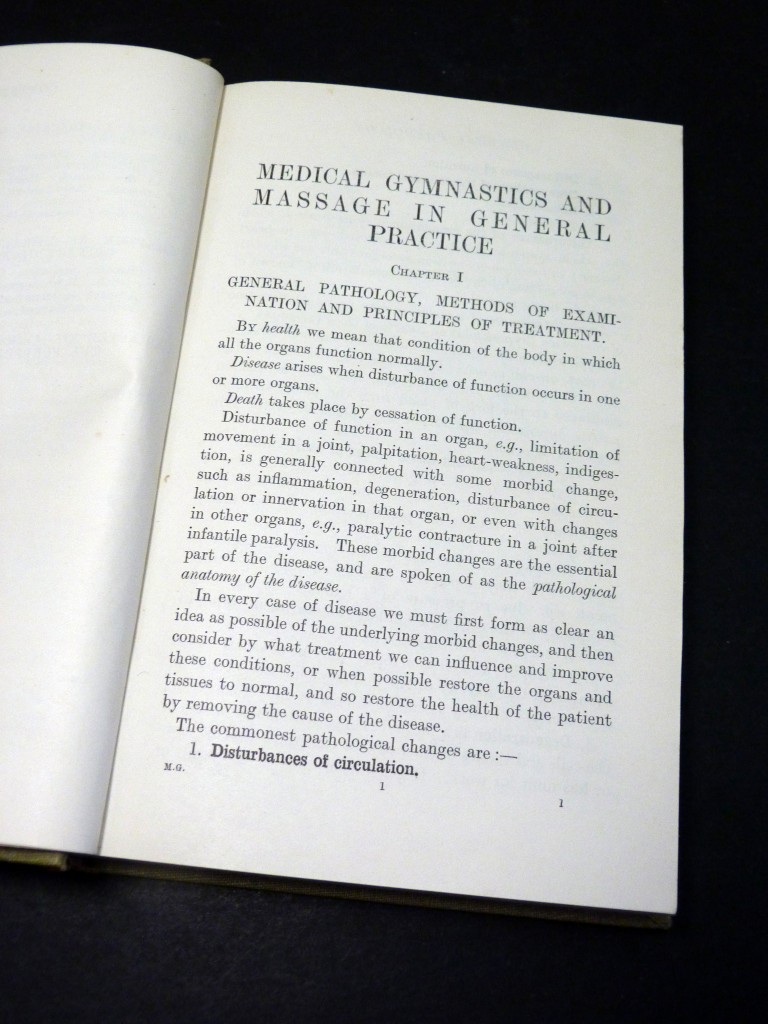 MEDICAL GYMNASTICS AND
MASSAGE IN GENERAL
PRACTICE
CHAPTER I
GENERAL PATHOLOGY, METHODS OF EXAMI-
NATION AND PRINCIPLES OF TREATMENT.
By health we mean that condition of the body in which
all the organs function normally.
Disease arises when disturbance of function occurs in one
or more organs.
Death takes place by cessation of function.
Disturbance of function in an organ, e.g., limitation of
movement in a joint, palpitation, heart-weakness, indiges-
tion, is generally connected with some morbid change,
such as inflammation, degeneration, disturbance of circu-
lation or innervation in that organ, or even with changes
in other organs, e.g., paralytic contracture in a joint after
infantile paralysis. These morbid changes are the essential
part of the disease, and are spoken of as the pathological
anatomy of the disease.
In every case of disease we must first form as clear an
idea as possible of the underlying morbid changes, and then
consider by what treatment we can influence and improve
these conditions, or when possible restore the organs and
tissues to normal, and so restore the health of the patient
by removing the cause of the disease.
The commonest pathological changes are :—
1. Disturbances of circulation.
M.G.
1
1